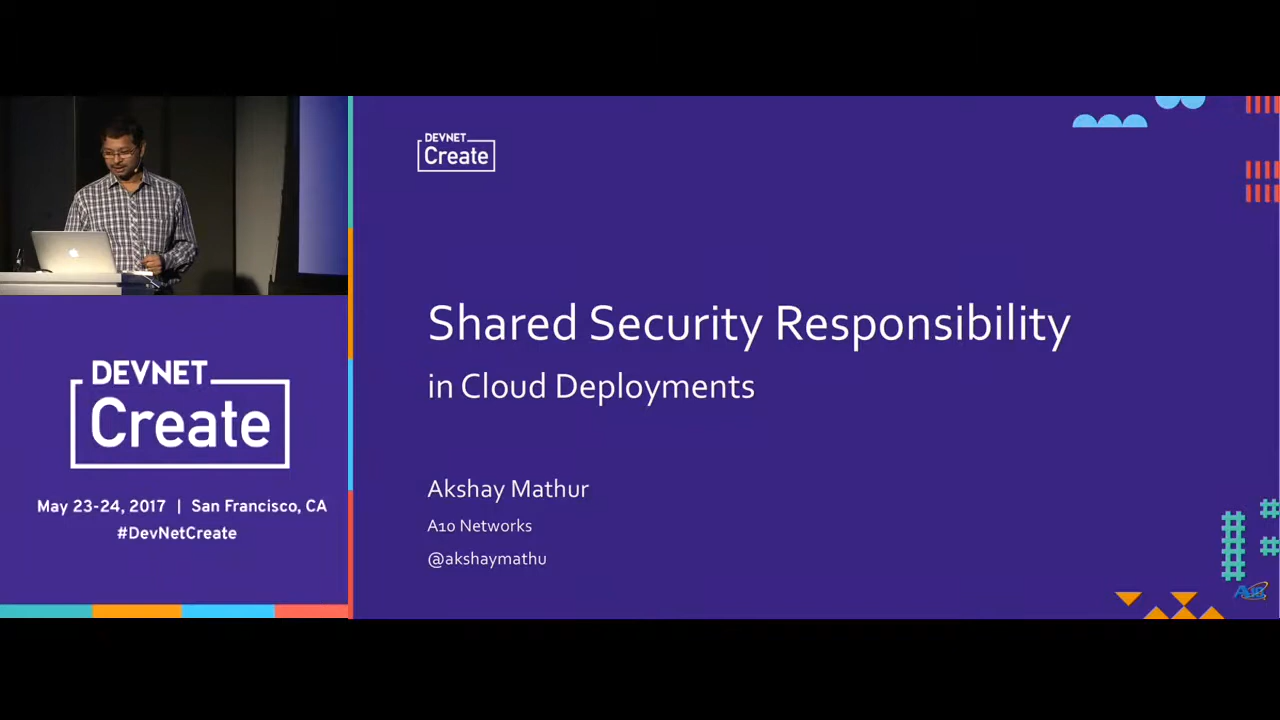 DEVNET
Create
May 23-24, 2017 | San Francisco, CA
#DevNetCreate
DEVNET
Create
Shared Security Responsibility
in Cloud Deployments
Akshay Mathur
A10 Networks
@akshaymathu
A10